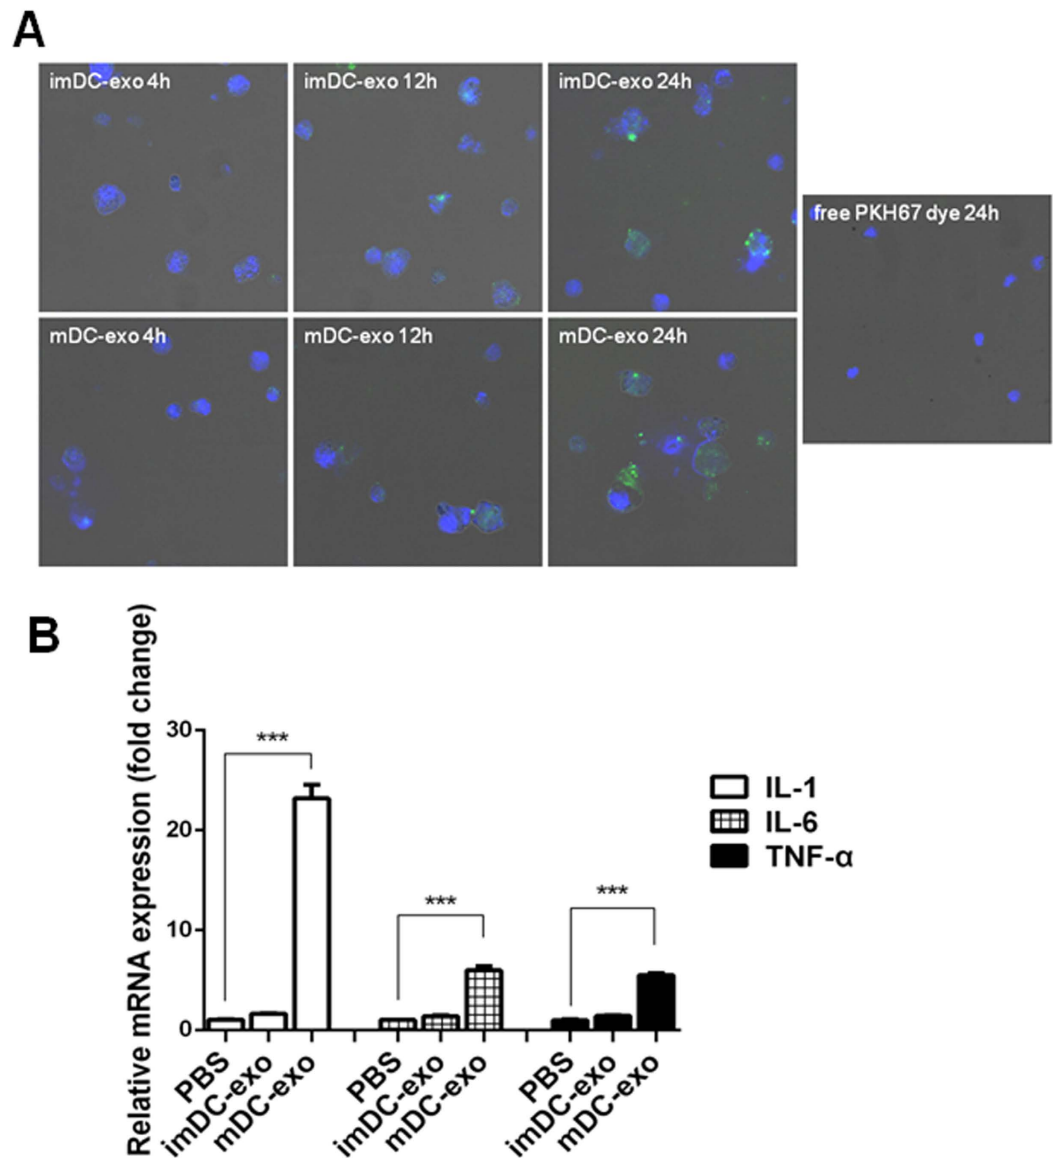 A
imDC-exo 4h
imDC-exo 12h
imDC-exo 24h
free PKH67 dye 24h
mDC-exo 4h
mDC-exo 12h
mDC-exo 24h
B
Relative mRNA expression (fold change)
30
20
10
0
***
***
***
PBS
imDC-exo
mDC-exo
PBS
imDC-exo
mDC-exo
PBS
imDC-exo
mDC-exo
IL-1
IL-6
TNF-α